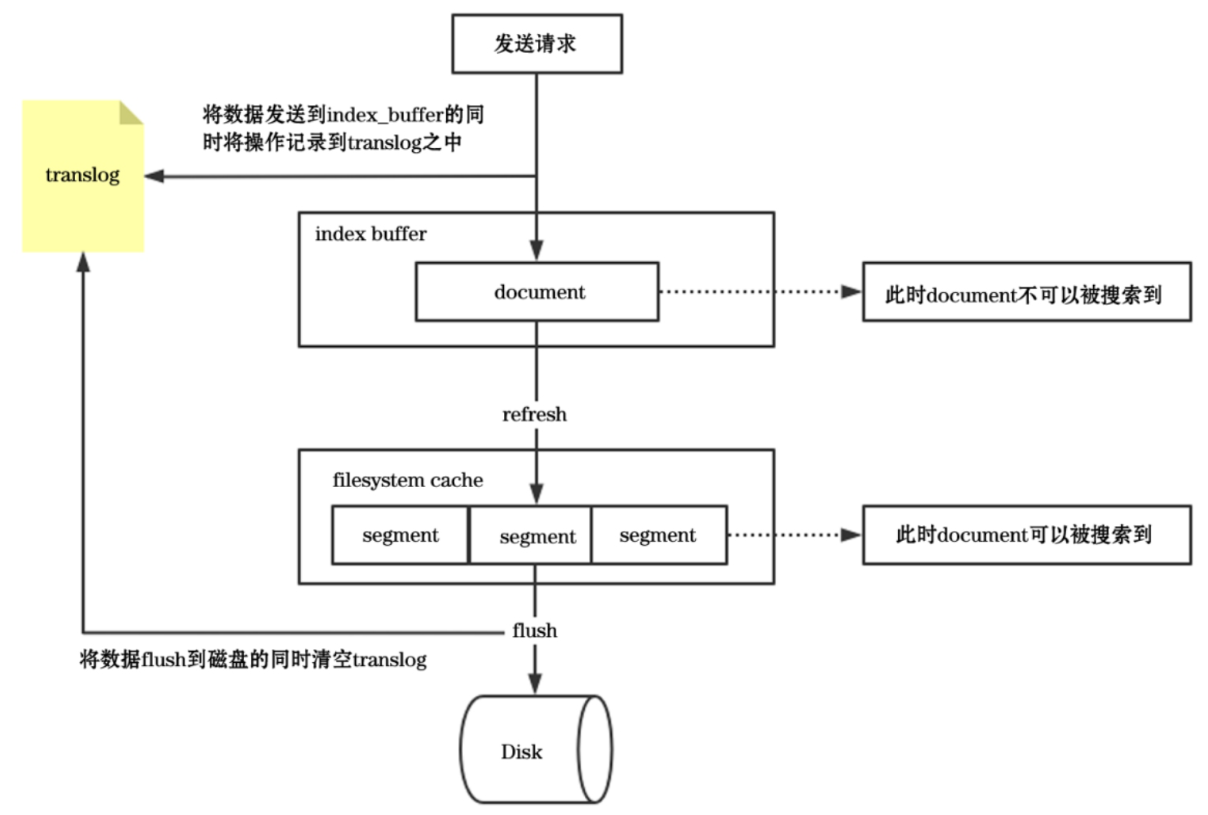 发送请求
将数据发送到index_buffer的同
时将操作记录到translog之中
translog
index buffer
document
此时document不可以被搜索到
refresh
filesystem cache
segment
segment
segment
此时document可以被搜索到
flush
将数据flush到磁盘的同时清空translog
Disk